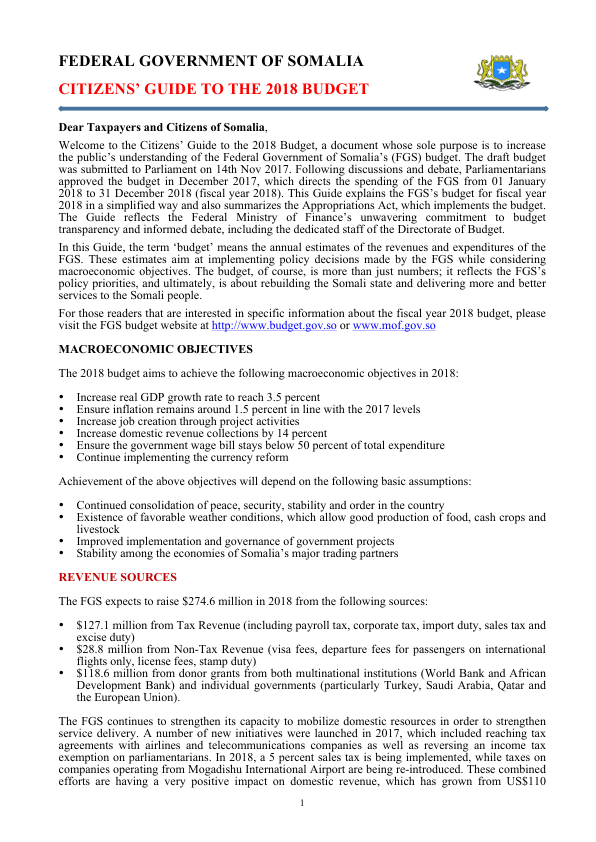 FEDERAL GOVERNMENT OF SOMALIA
CITIZENS' GUIDE TO THE 2018 BUDGET
Dear Taxpayers and Citizens of Somalia,
Welcome to the Citizens' Guide to the 2018 Budget, a document whose sole purpose is to increase
the public's understanding of the Federal Government of Somalia's (FGS) budget. The draft budget
was submitted to Parliament on 14th Nov 2017. Following discussions and debate, Parliamentarians
approved the budget in December 2017, which directs the spending of the FGS from 01 January
2018 to 31 December 2018 (fiscal year 2018). This Guide explains the FGS's budget for fiscal year
2018 in a simplified way and also summarizes the Appropriations Act, which implements the budget.
The Guide reflects the Federal Ministry of Finance's unwavering commitment to budget
transparency and informed debate, including the dedicated staff of the Directorate of Budget.
In this Guide, the term 'budget' means the annual estimates of the revenues and expenditures of the
FGS. These estimates aim at implementing policy decisions made by the FGS while considering
macroeconomic objectives. The budget, of course, is more than just numbers; it reflects the FGS's
policy priorities, and ultimately, is about rebuilding the Somali state and delivering more and better
services to the Somali people.
For those readers that are interested in specific information about the fiscal year 2018 budget, please
visit the FGS budget website at http://www.budget.gov.so or www.mof.gov.so
MACROECONOMIC OBJECTIVES
The 2018 budget aims to achieve the following macroeconomic objectives in 2018:
• Increase real GDP growth rate to reach 3.5 percent
• Ensure inflation remains around 1.5 percent in line with the 2017 levels
• Increase job creation through project activities
• Increase domestic revenue collections by 14 percent
• Ensure the government wage bill stays below 50 percent of total expenditure
• Continue implementing the currency reform
Achievement of the above objectives will depend on the following basic assumptions:
• Continued consolidation of peace, security, stability and order in the country
• Existence of favorable weather conditions, which allow good production of food, cash crops and
livestock
• Improved implementation and governance of government projects
• Stability among the economies of Somalia's major trading partners
REVENUE SOURCES
The FGS expects to raise $274.6 million in 2018 from the following sources:
• $127.1 million from Tax Revenue (including payroll tax, corporate tax, import duty, sales tax and
excise duty)
• $28.8 million from Non-Tax Revenue (visa fees, departure fees for passengers on international
flights only, license fees, stamp duty)
• $118.6 million from donor grants from both multinational institutions (World Bank and African
Development Bank) and individual governments (particularly Turkey, Saudi Arabia, Qatar and
the European Union).
The FGS continues to strengthen its capacity to mobilize domestic resources in order to strengthen
service delivery. A number of new initiatives were launched in 2017, which included reaching tax
agreements with airlines and telecommunications companies as well as reversing an income tax
exemption on parliamentarians. In 2018, a 5 percent sales tax is being implemented, while taxes on
companies operating from Mogadishu International Airport are being re-introduced. These combined
efforts are having a very positive impact on domestic revenue, which has grown from US$110
1